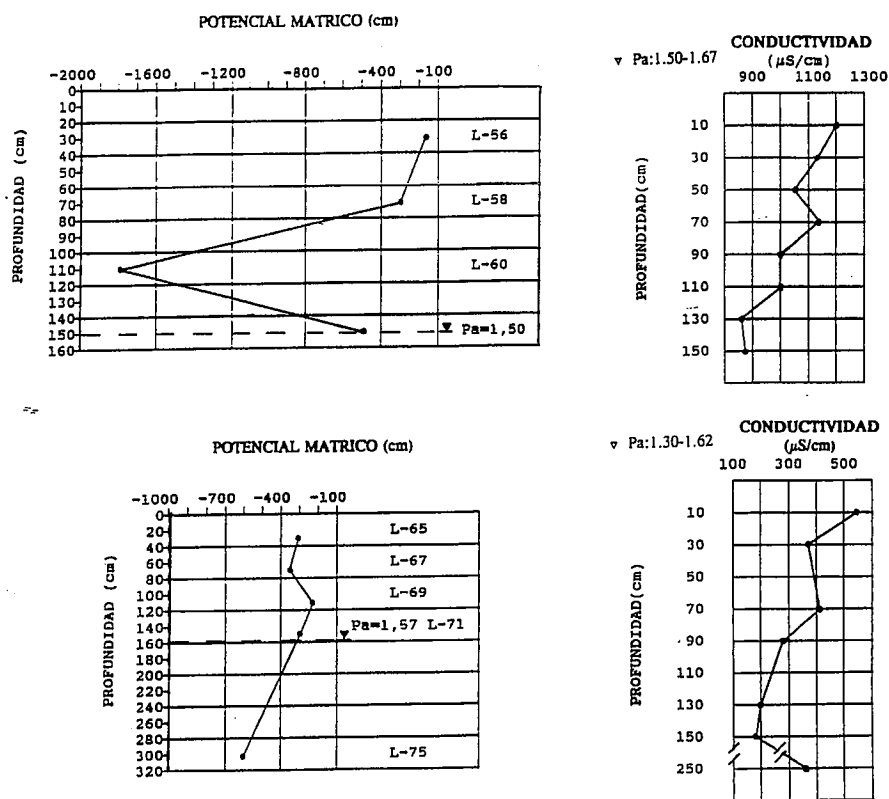 POTENCIAL MATRICO (cm)
-2000 -1600 -1200 -800 -400 -100
PROFUNDIDAD (cm)
0
10
20
30
40
50
60
70
80
90
100
110
120
130
140
150
160
L-56
L-58
L-60
Pa=1,50
▿ Pa:1.50-1.67
CONDUCTIVIDAD
(µS/cm)
900 1100 1300
PROFUNDIDAD(cm)
10
30
50
70
90
110
130
150
POTENCIAL MATRICO (cm)
-1000 -700 -400 -100
PROFUNDIDAD (cm)
0
20
40
60
80
100
120
140
160
180
200
220
240
260
280
300
320
L-65
L-67
L-69
Pa=1,57 L-71
L-75
▿ Pa:1.30-1.62
CONDUCTIVIDAD
(µS/cm)
100 300 500
PROFUNDIDAD(cm)
10
30
50
70
90
110
130
150
250